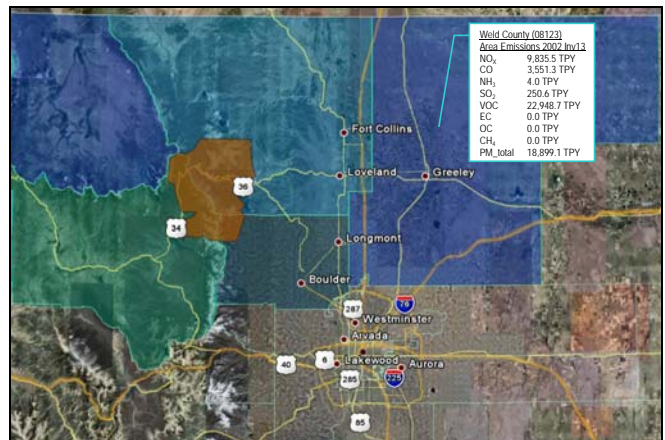 Weld County (08123)
Area Emissions 2002 Inv13
NOX 9,835.5 TPY
CO 3,551.3 TPY
NH3 4.0 TPY
SO2 250.6 TPY
VOC 22,948.7 TPY
EC 0.0 TPY
OC 0.0 TPY
CH4 0.0 TPY
PM_total 18,899.1 TPY
Fort Collins
Loveland
Greeley
36
34
Longmont
Boulder
287
76
Westminster
Arvada
40
6
Lakewood
Aurora
285
225
85